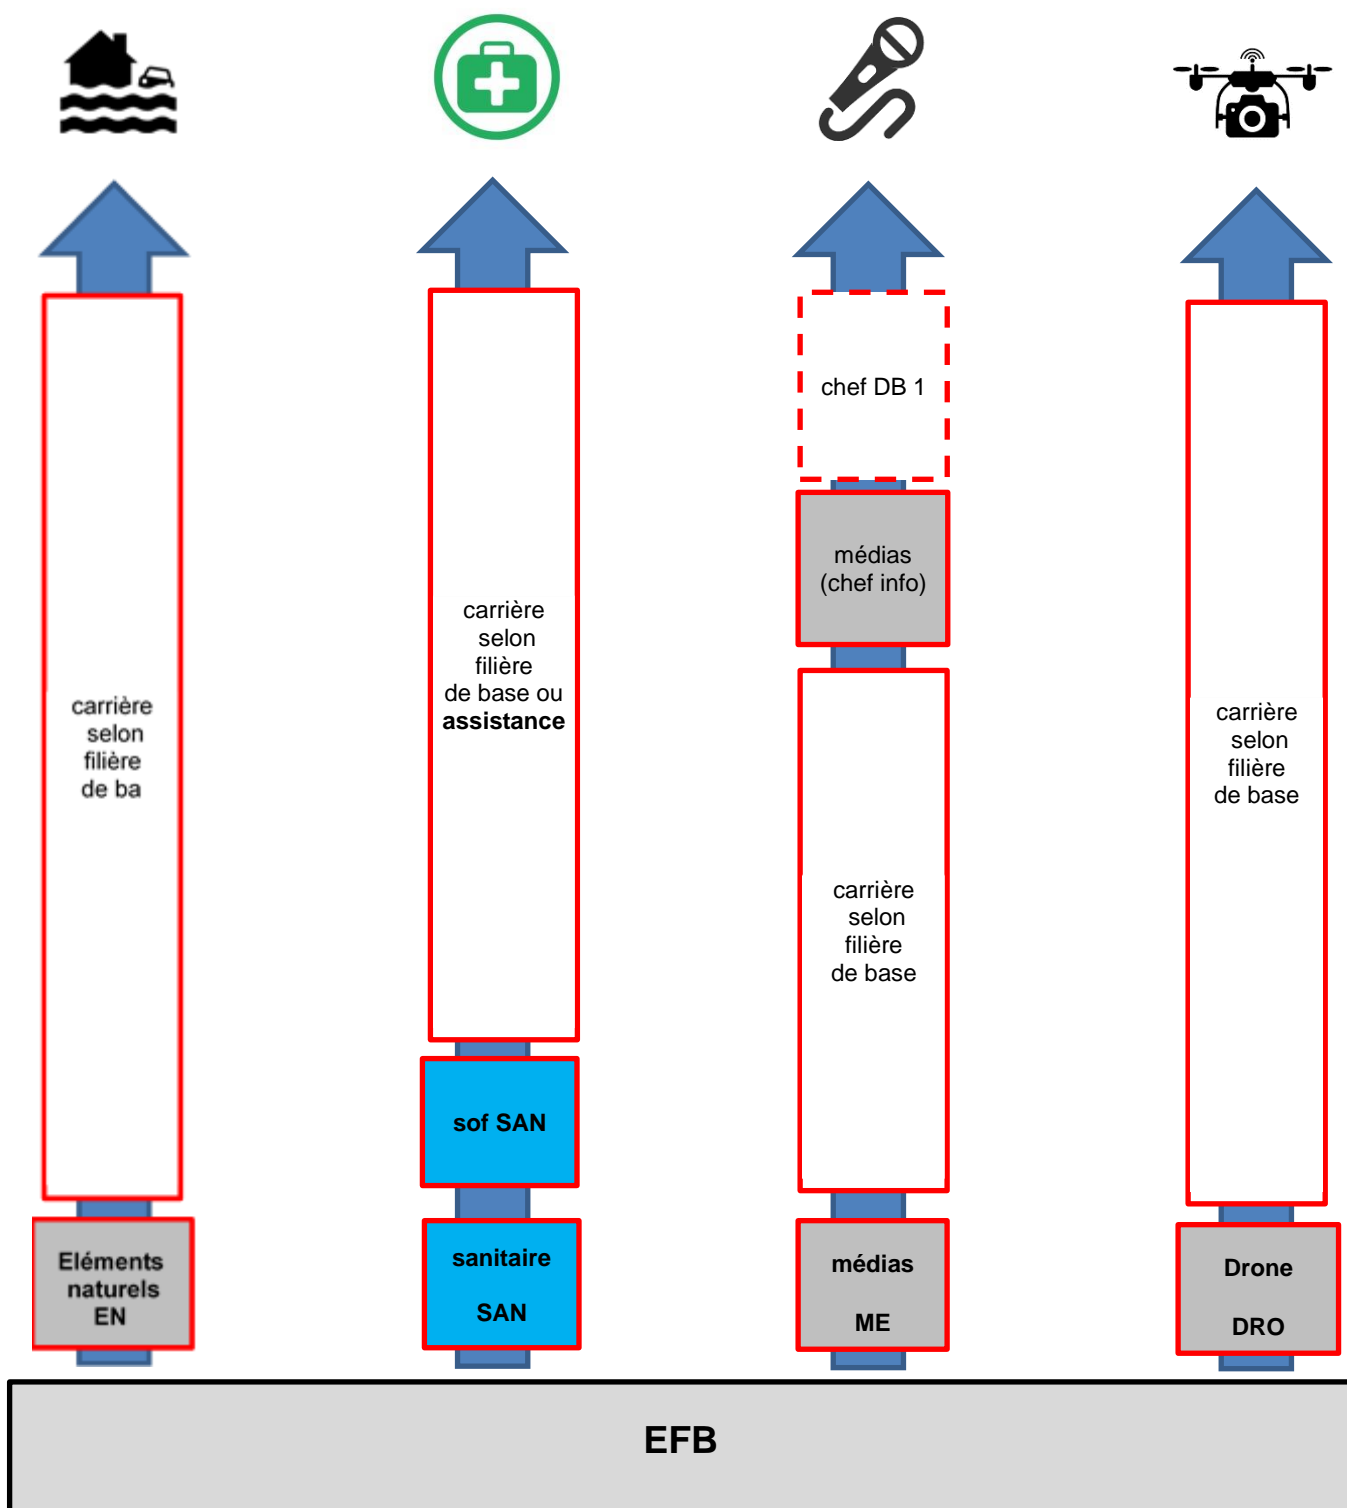 carrière
selon
filière
de ba
Eléments
naturels
EN
carrière
selon
filière
de base ou
assistance
sof SAN
sanitaire
SAN
chef DB 1
médias
(chef info)
carrière
selon
filière
de base
médias
ME
carrière
selon
filière
de base
Drone
DRO
EFB